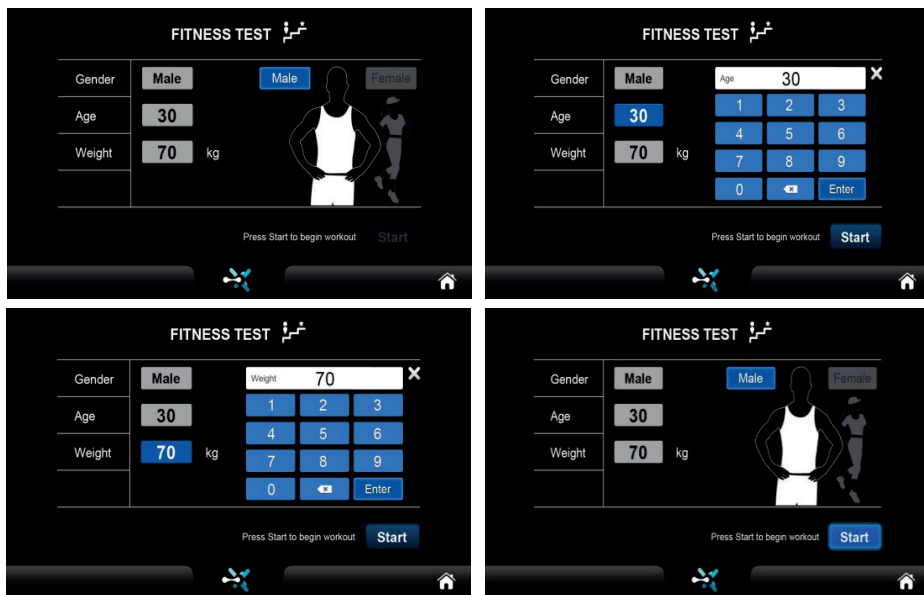 FITNESS TEST
Gender Male Male Female
Age 30
Weight 70 kg
Press Start to begin workout Start
FITNESS TEST
Gender Male Age 30
1 2 3
Age 30
4 5 6
Weight 70 kg
7 8 9
0 Enter
Press Start to begin workout Start
FITNESS TEST
Gender Male Weight 70
1 2 3
Age 30
4 5 6
Weight 70 kg
7 8 9
0 Enter
Press Start to begin workout Start
FITNESS TEST
Gender Male Male Female
Age 30
Weight 70 kg
Press Start to begin workout Start